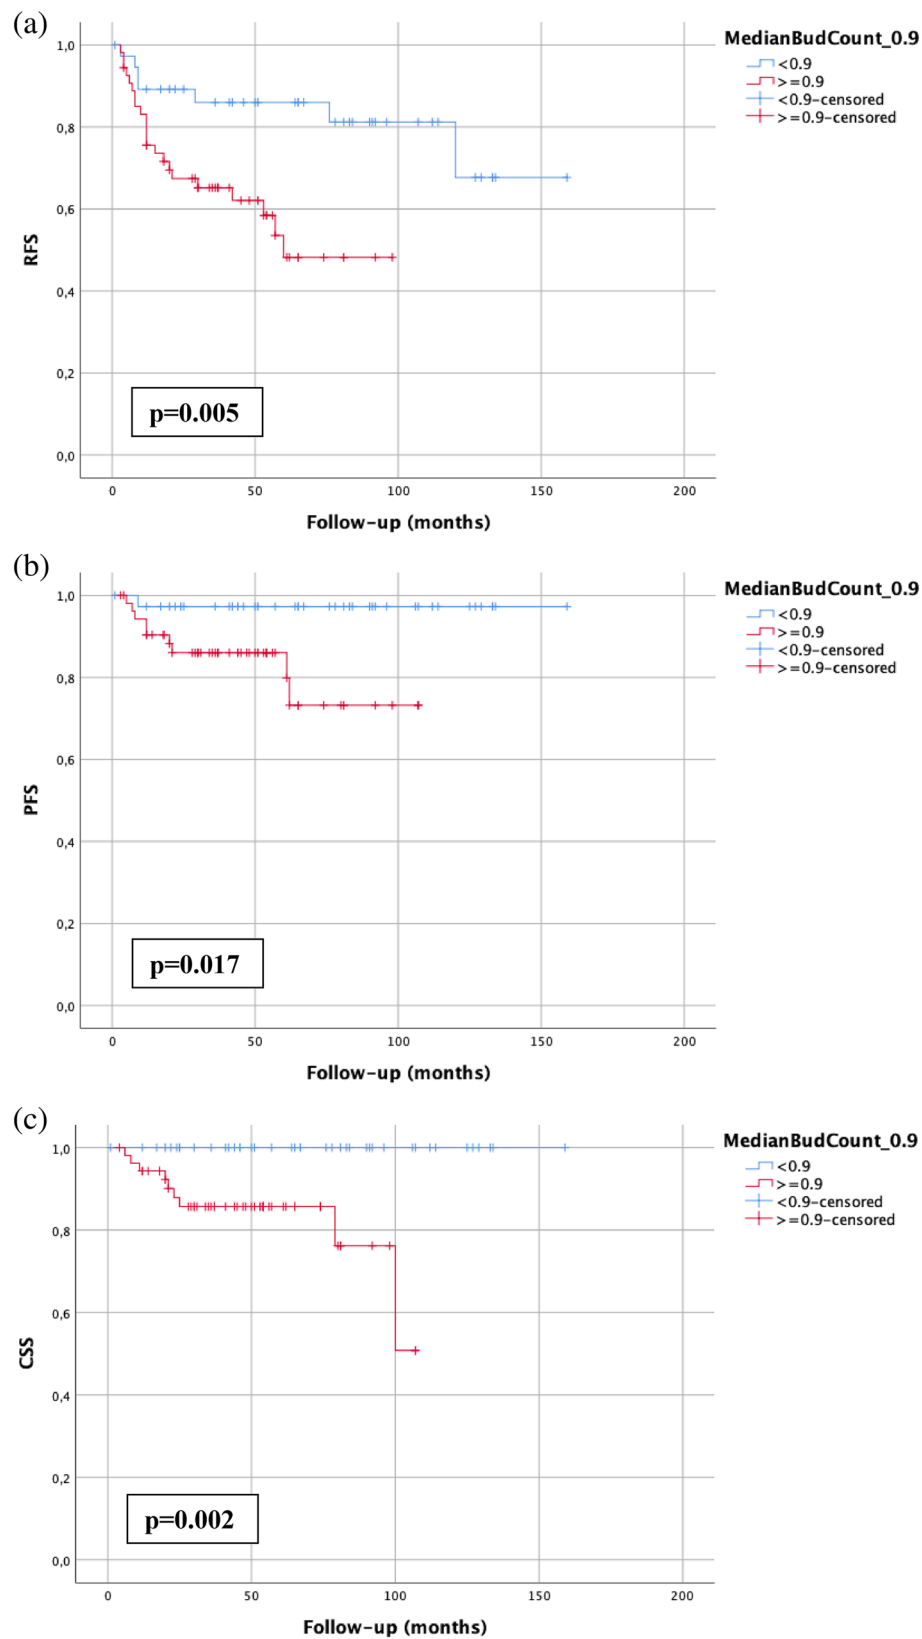 (a)
MedianBudCount_0.9
<0.9
>=0.9
<0.9-censored
>=0.9-censored
1,0
0,8
0,6
0,4
0,2
0,0
RFS
p=0.005
0 50 100 150 200
Follow-up (months)
(b)
MedianBudCount_0.9
<0.9
>=0.9
<0.9-censored
>=0.9-censored
1,0
0,8
0,6
0,4
0,2
0,0
PFS
p=0.017
0 50 100 150 200
Follow-up (months)
(c)
MedianBudCount_0.9
<0.9
>=0.9
<0.9-censored
>=0.9-censored
1,0
0,8
0,6
0,4
0,2
0,0
CSS
p=0.002
0 50 100 150 200
Follow-up (months)